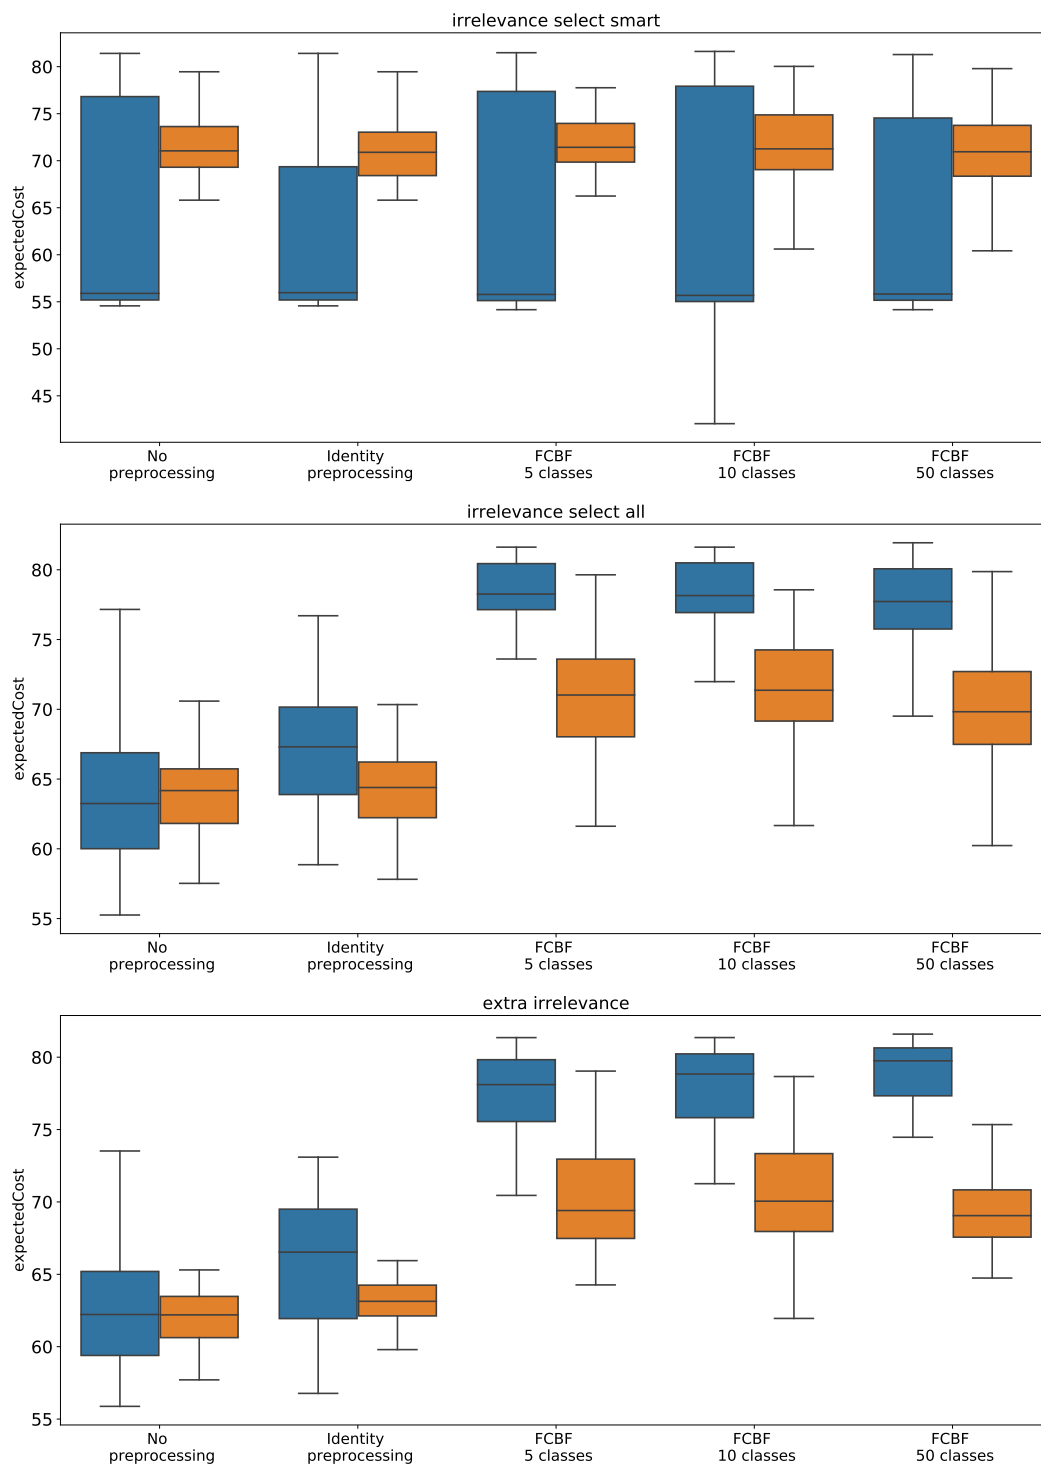 irrelevance select smart
expectedCost
80
75
70
65
60
55
50
45
No
preprocessing
Identity
preprocessing
FCBF
5 classes
FCBF
10 classes
FCBF
50 classes
irrelevance select all
expectedCost
80
75
70
65
60
55
No
preprocessing
Identity
preprocessing
FCBF
5 classes
FCBF
10 classes
FCBF
50 classes
extra irrelevance
expectedCost
80
75
70
65
60
55
No
preprocessing
Identity
preprocessing
FCBF
5 classes
FCBF
10 classes
FCBF
50 classes